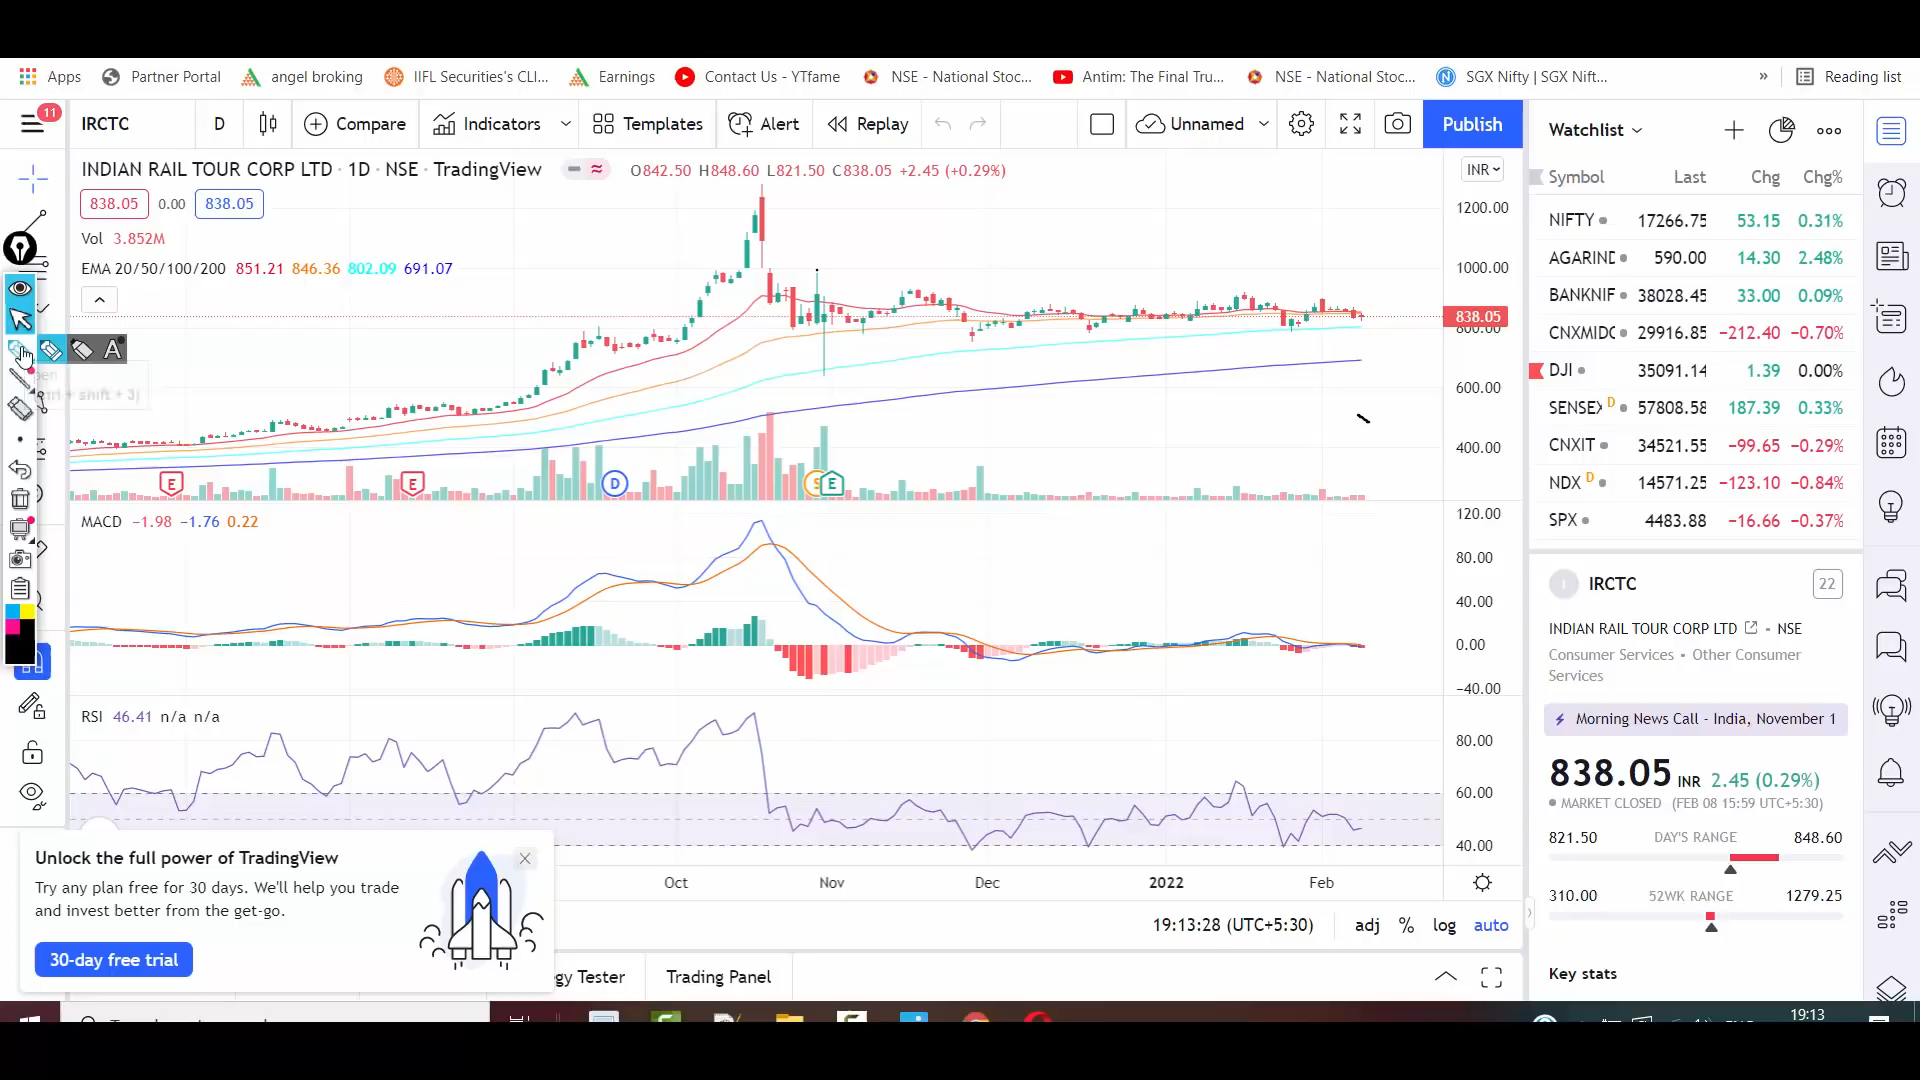 Apps Partner Portal angel broking IIFL Securities's CLI... Earnings Contact Us - YTfame NSE - National Stoc... Antim: The Final Tru... NSE - National Stoc... SGX Nifty | SGX Nift... » Reading list
11
IRCTC D Compare Indicators Templates Alert Replay Unnamed Publish
INDIAN RAIL TOUR CORP LTD · 1D · NSE · TradingView O842.50 H848.60 L821.50 C838.05 +2.45 (+0.29%) INR
838.05 0.00 838.05
Vol 3.852M
EMA 20/50/100/200 851.21 846.36 802.09 691.07
1200.00
1000.00
838.05
800.00
600.00
400.00
A
E E D S E
MACD −1.98 −1.76 0.22
120.00
80.00
40.00
0.00
−40.00
RSI 46.41 n/a n/a
80.00
60.00
40.00
Oct Nov Dec 2022 Feb
Unlock the full power of TradingView
Try any plan free for 30 days. We'll help you trade
and invest better from the get-go.
30-day free trial
19:13:28 (UTC+5:30) adj % log auto
gy Tester Trading Panel
Watchlist
Symbol Last Chg Chg%
NIFTY 17266.75 53.15 0.31%
AGARIND 590.00 14.30 2.48%
BANKNIF 38028.45 33.00 0.09%
CNXMIDC 29916.85 −212.40 −0.70%
DJI 35091.14 1.39 0.00%
SENSEX D 57808.58 187.39 0.33%
CNXIT 34521.55 −99.65 −0.29%
NDX D 14571.25 −123.10 −0.84%
SPX 4483.88 −16.66 −0.37%
I IRCTC 22
INDIAN RAIL TOUR CORP LTD • NSE
Consumer Services • Other Consumer
Services
Morning News Call - India, November 1
838.05 INR 2.45 (0.29%)
MARKET CLOSED (FEB 08 15:59 UTC+5:30)
821.50 DAY'S RANGE 848.60
310.00 52WK RANGE 1279.25
Key stats
19:13